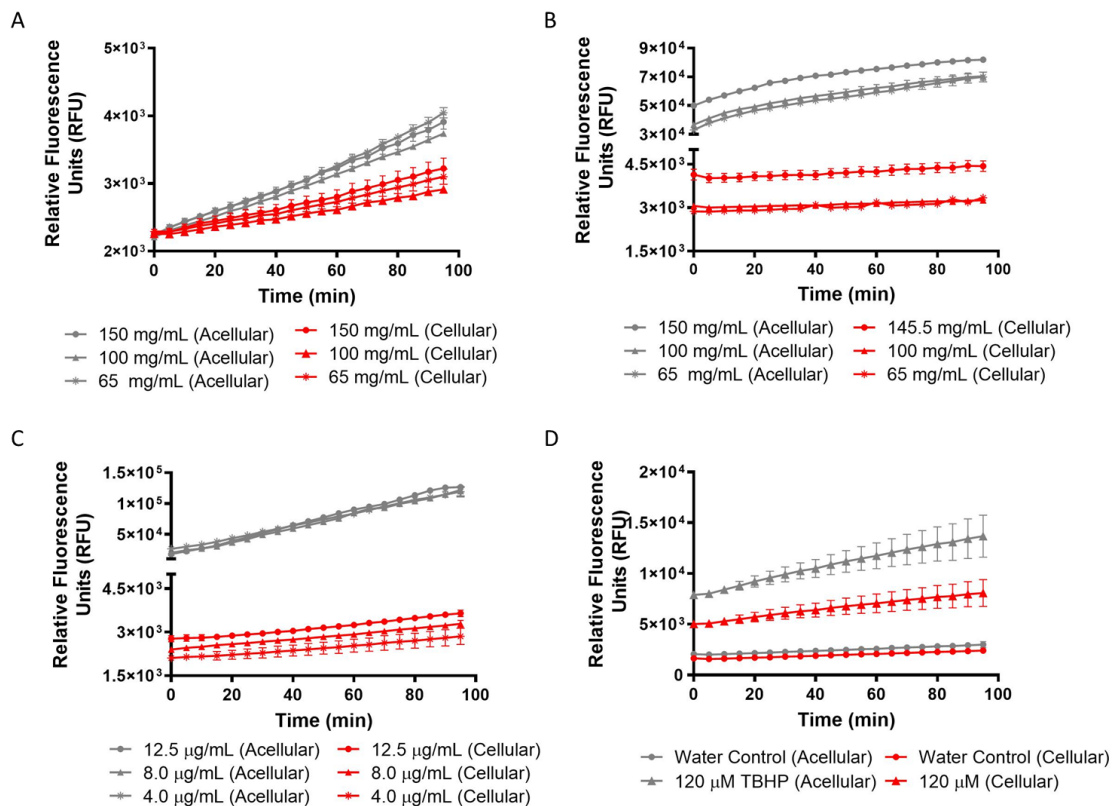 A
B
Relative Fluorescence
Units (RFU)
5×10³
4×10³
3×10³
2×10³
0
20
40
60
80
100
Time (min)
150 mg/mL (Acellular)
150 mg/mL (Cellular)
100 mg/mL (Acellular)
100 mg/mL (Cellular)
65 mg/mL (Acellular)
65 mg/mL (Cellular)
Relative Fluorescence
Units (RFU)
9×10⁴
7×10⁴
5×10⁴
3×10⁴
4.5×10³
3×10³
1.5×10³
0
20
40
60
80
100
Time (min)
150 mg/mL (Acellular)
145.5 mg/mL (Cellular)
100 mg/mL (Acellular)
100 mg/mL (Cellular)
65 mg/mL (Acellular)
65 mg/mL (Cellular)
C
D
Relative Fluorescence
Units (RFU)
1.5×10⁵
1×10⁵
5×10⁴
4.5×10³
3×10³
1.5×10³
0
20
40
60
80
100
Time (min)
12.5 µg/mL (Acellular)
12.5 µg/mL (Cellular)
8.0 µg/mL (Acellular)
8.0 µg/mL (Cellular)
4.0 µg/mL (Acellular)
4.0 µg/mL (Cellular)
Relative Fluorescence
Units (RFU)
2×10⁴
1.5×10⁴
1×10⁴
5×10³
0
20
40
60
80
100
Time (min)
Water Control (Acellular)
Water Control (Cellular)
120 µM TBHP (Acellular)
120 µM (Cellular)